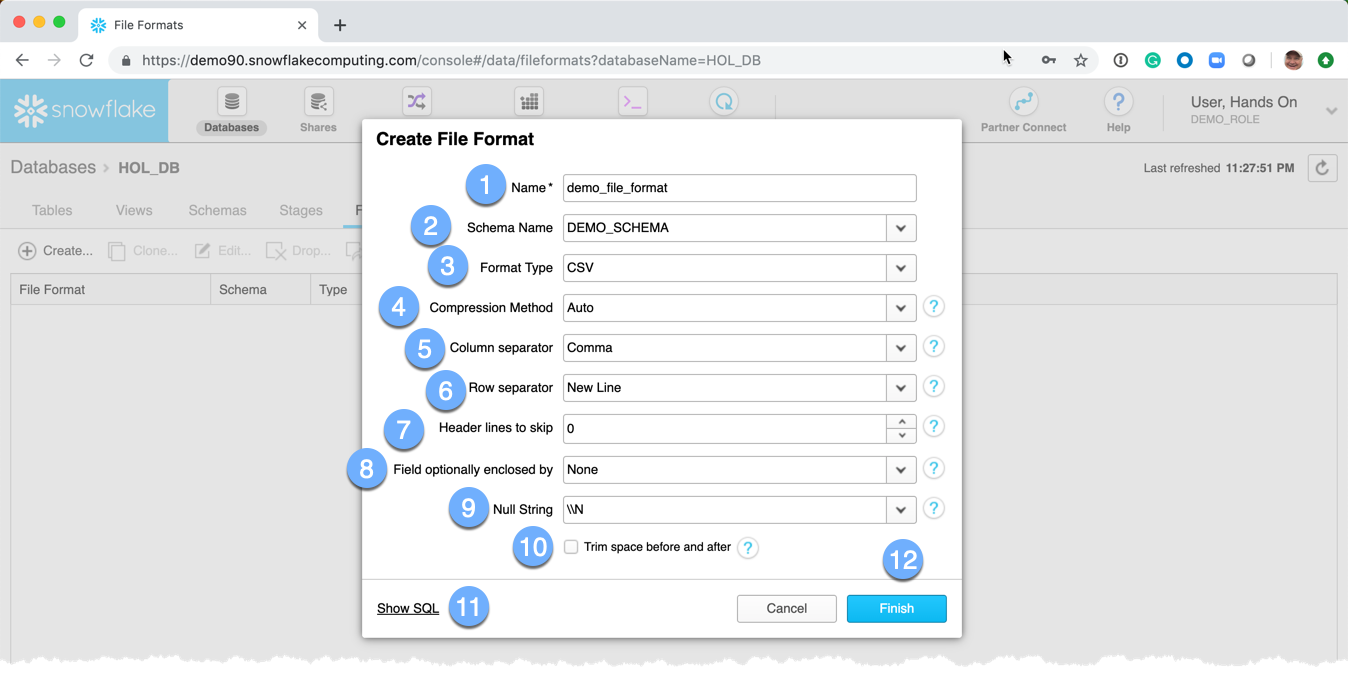 File Formats
https://demo90.snowflakecomputing.com/console#/data/fileformats?databaseName=HOL_DB
snowflake
Databases
Shares
Partner Connect
Help
User, Hands On
DEMO_ROLE
Databases > HOL_DB
Last refreshed 11:27:51 PM
Tables Views Schemas Stages F
Create... Clone... Edit... Drop...
File Format Schema Type
Create File Format
1 Name* demo_file_format
2 Schema Name DEMO_SCHEMA
3 Format Type CSV
4 Compression Method Auto ?
5 Column separator Comma ?
6 Row separator New Line ?
7 Header lines to skip 0 ?
8 Field optionally enclosed by None ?
9 Null String \\N ?
10 Trim space before and after ?
12
Show SQL 11 Cancel Finish